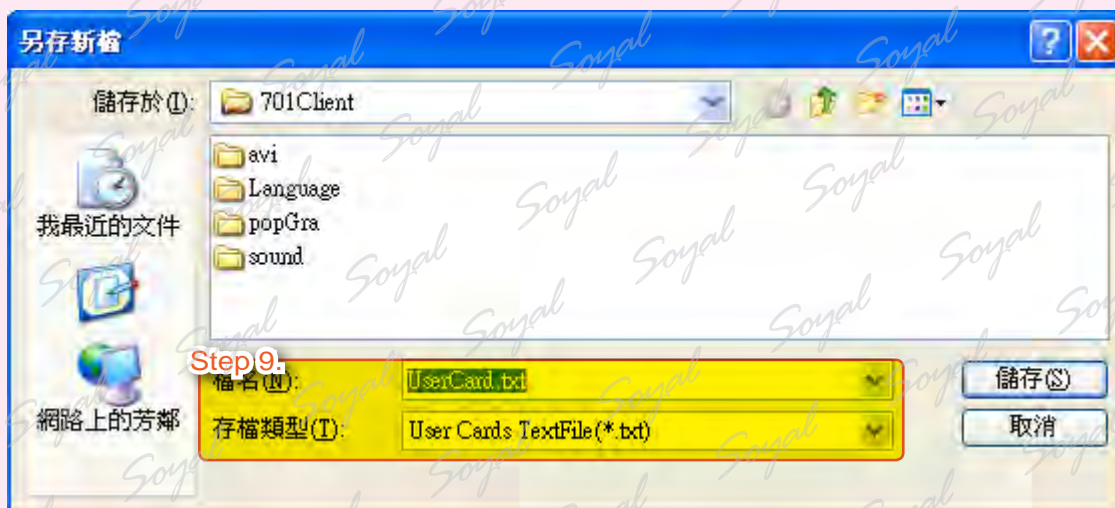 另存新檔
儲存於(I):
701Client
avi
Language
popGra
sound
我最近的文件
網路上的芳鄰
Step 9.
檔名(N):
UserCard.txt
儲存(S)
存檔類型(T):
User Cards TextFile(*.txt)
取消
Soyal